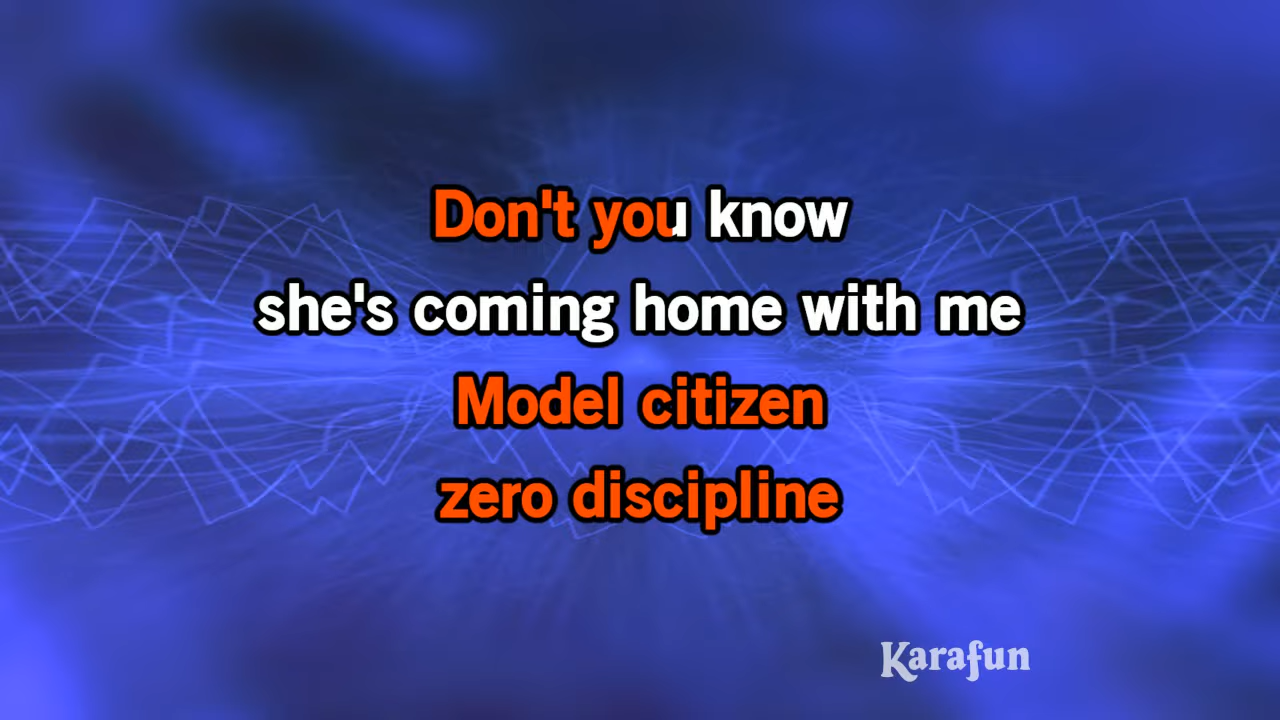 Don't you know
she's coming home with me
Model citizen
zero discipline
Karafun